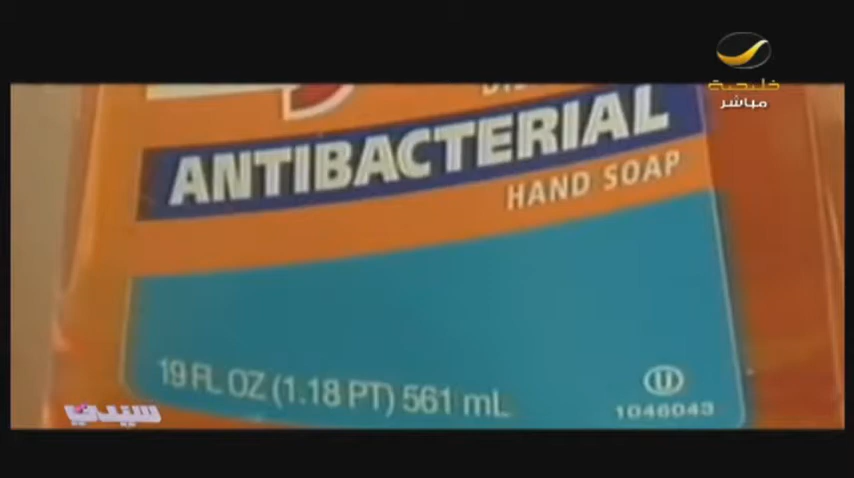 خليجية
مباشر
ANTIBACTERIAL
HAND SOAP
19 FL OZ (1.18 PT) 561 mL
U
1046043
سيدتي